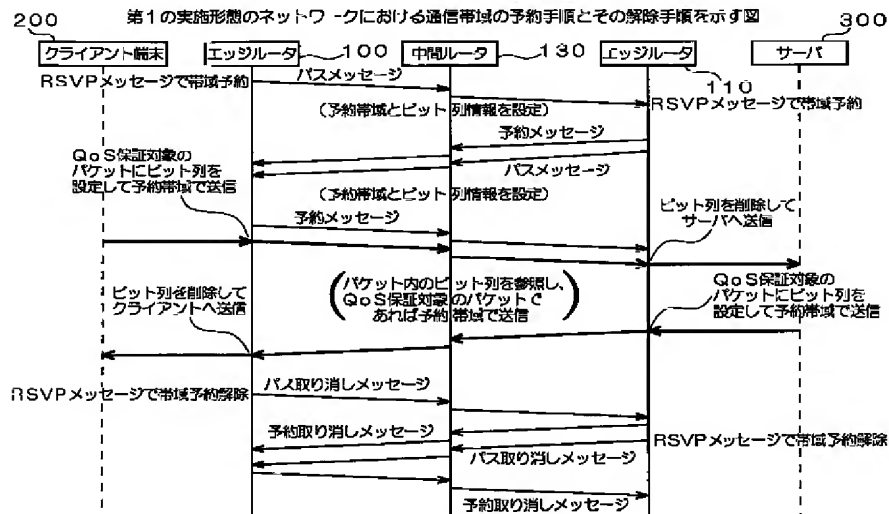 第1の実施形態のネットワークにおける通信帯域の予約手順とその解除手順を示す図
200
300
クライアント端末
エッジルータ
100
中間ルータ
130
エッジルータ
110
サーバ
RSVPメッセージで帯域予約
パスメッセージ
(予約帯域とビット列情報を設定)
RSVPメッセージで帯域予約
予約メッセージ
QoS保証対象の
パケットにビット列を
設定して予約帯域で送信
パスメッセージ
(予約帯域とビット列情報を設定)
予約メッセージ
ビット列を削除して
サーバへ送信
パケット内のビット列を参照し、
QoS保証対象のパケットで
あれば予約帯域で送信
ビット列を削除して
クライアントへ送信
QoS保証対象の
パケットにビット列を
設定して予約帯域で送信
RSVPメッセージで帯域予約解除
パス取り消しメッセージ
予約取り消しメッセージ
RSVPメッセージで帯域予約解除
パス取り消しメッセージ
予約取り消しメッセージ